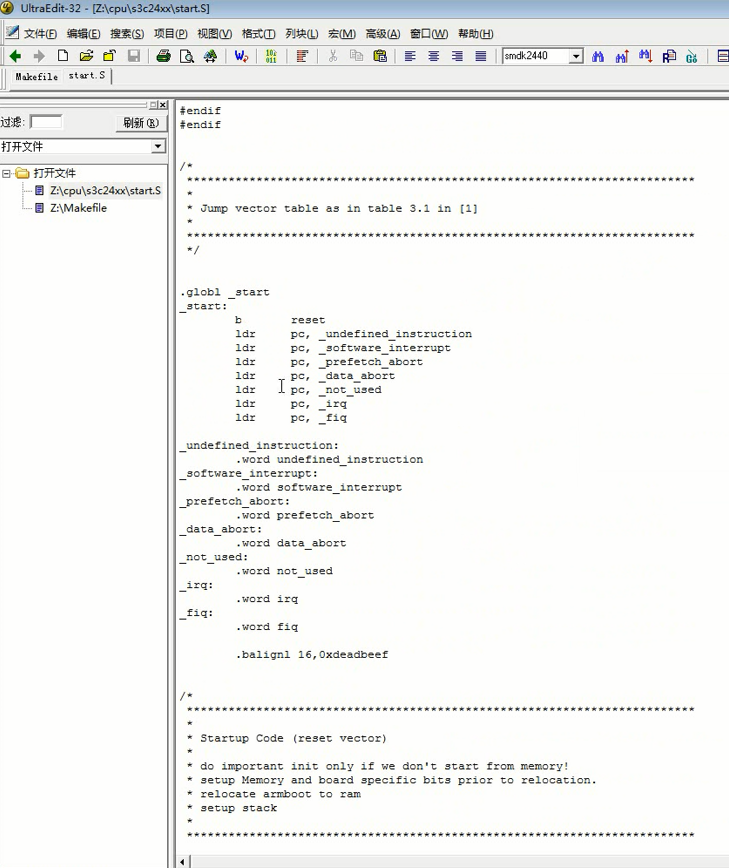 UltraEdit-32 - [Z:\cpu\s3c24xx\start.S]
文件(F) 编辑(E) 搜索(S) 项目(P) 视图(V) 格式(T) 列块(L) 宏(M) 高级(A) 窗口(W) 帮助(H)
smdk2440
Makefile start.S
过滤: 刷新(R)
打开文件
打开文件
Z:\cpu\s3c24xx\start.S
Z:\Makefile
#endif
#endif
/*
*************************************************************************
*
* Jump vector table as in table 3.1 in [1]
*
*************************************************************************
*/
.globl _start
_start:
b reset
ldr pc, _undefined_instruction
ldr pc, _software_interrupt
ldr pc, _prefetch_abort
ldr pc, _data_abort
ldr pc, _not_used
ldr pc, _irq
ldr pc, _fiq
_undefined_instruction:
.word undefined_instruction
_software_interrupt:
.word software_interrupt
_prefetch_abort:
.word prefetch_abort
_data_abort:
.word data_abort
_not_used:
.word not_used
_irq:
.word irq
_fiq:
.word fiq
.balignl 16,0xdeadbeef
/*
*************************************************************************
*
* Startup Code (reset vector)
*
* do important init only if we don't start from memory!
* setup Memory and board specific bits prior to relocation.
* relocate armboot to ram
* setup stack
*
*************************************************************************